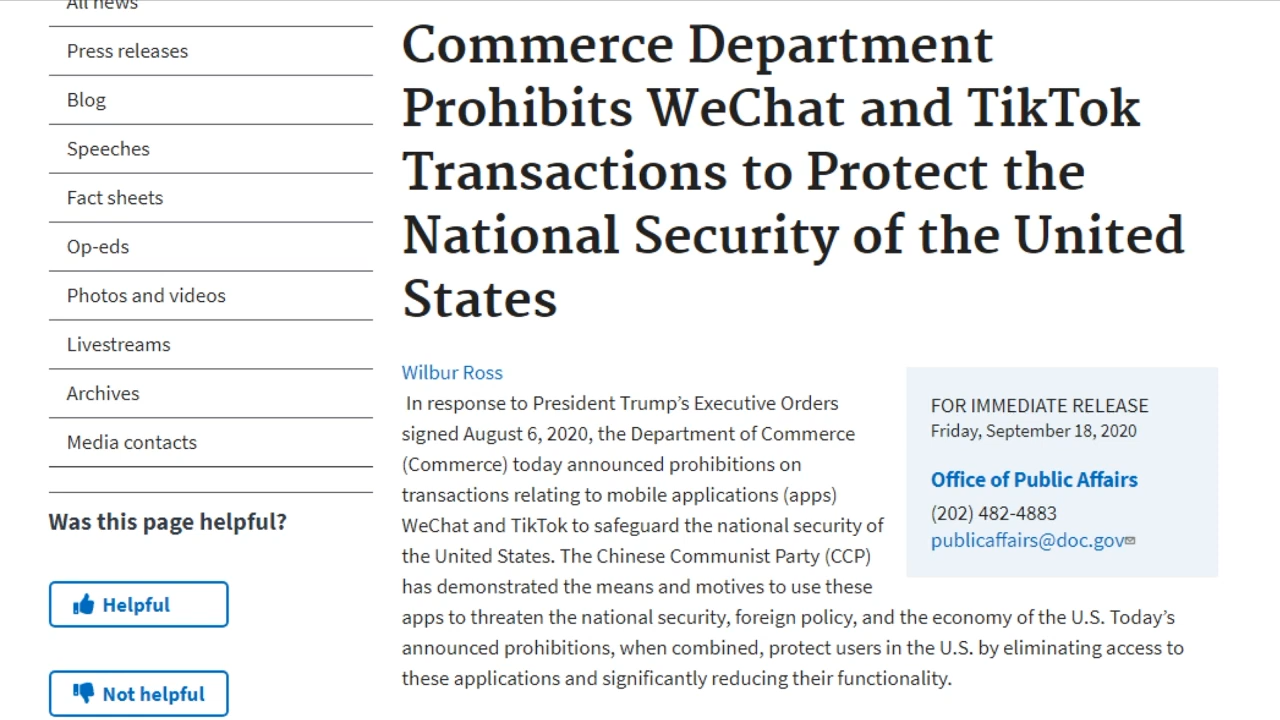 All news
Press releases
Blog
Speeches
Fact sheets
Op-eds
Photos and videos
Livestreams
Archives
Media contacts
Was this page helpful?
Helpful
Not helpful
Commerce Department
Prohibits WeChat and TikTok
Transactions to Protect the
National Security of the United
States
Wilbur Ross
In response to President Trump’s Executive Orders
signed August 6, 2020, the Department of Commerce
(Commerce) today announced prohibitions on
transactions relating to mobile applications (apps)
WeChat and TikTok to safeguard the national security of
the United States. The Chinese Communist Party (CCP)
has demonstrated the means and motives to use these
apps to threaten the national security, foreign policy, and the economy of the U.S. Today’s
announced prohibitions, when combined, protect users in the U.S. by eliminating access to
these applications and significantly reducing their functionality.
FOR IMMEDIATE RELEASE
Friday, September 18, 2020
Office of Public Affairs
(202) 482-4883
publicaffairs@doc.gov